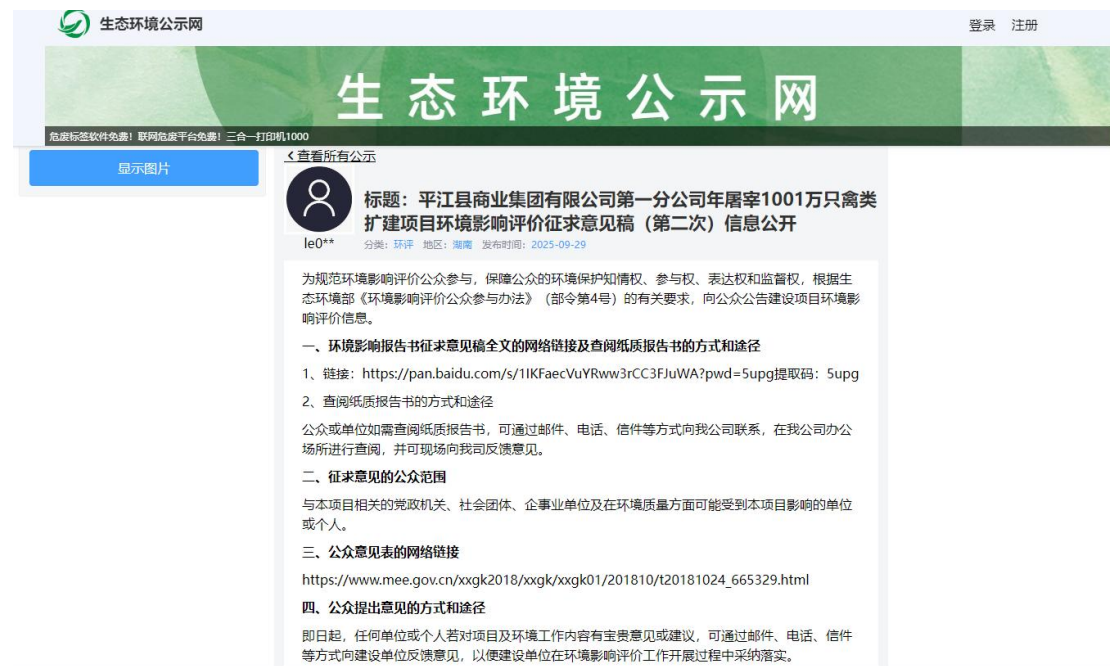 生态环境公示网
登录 注册
生态环境公示网
危废标签软件免费！联网危废平台免费！三合一打印机1000
显示图片
く查看所有公示
标题：平江县商业集团有限公司第一分公司年屠宰1001万只禽类
扩建项目环境影响评价征求意见稿（第二次）信息公开
le0**
分类：环评 地区：湖南 发布时间：2025-09-29
为规范环境影响评价公众参与，保障公众的环境保护知情权、参与权、表达权和监督权，根据生
态环境部《环境影响评价公众参与办法》（部令第4号）的有关要求，向公众公告建设项目环境影
响评价信息。
一、环境影响报告书征求意见稿全文的网络链接及查阅纸质报告书的方式和途径
1、链接：https://pan.baidu.com/s/1IKFaecVuYRww3rCC3FJuWA?pwd=5upg提取码：5upg
2、查阅纸质报告书的方式和途径
公众或单位如需查阅纸质报告书，可通过邮件、电话、信件等方式向我公司联系，在我公司办公
场所进行查阅，并可现场向我司反馈意见。
二、征求意见的公众范围
与本项目相关的党政机关、社会团体、企事业单位及在环境质量方面可能受到本项目影响的单位
或个人。
三、公众意见表的网络链接
https://www.mee.gov.cn/xxgk2018/xxgk/xxgk01/201810/t20181024_665329.html
四、公众提出意见的方式和途径
即日起，任何单位或个人若对项目及环境工作内容有宝贵意见或建议，可通过邮件、电话、信件
等方式向建设单位反馈意见，以便建设单位在环境影响评价工作开展过程中采纳落实。